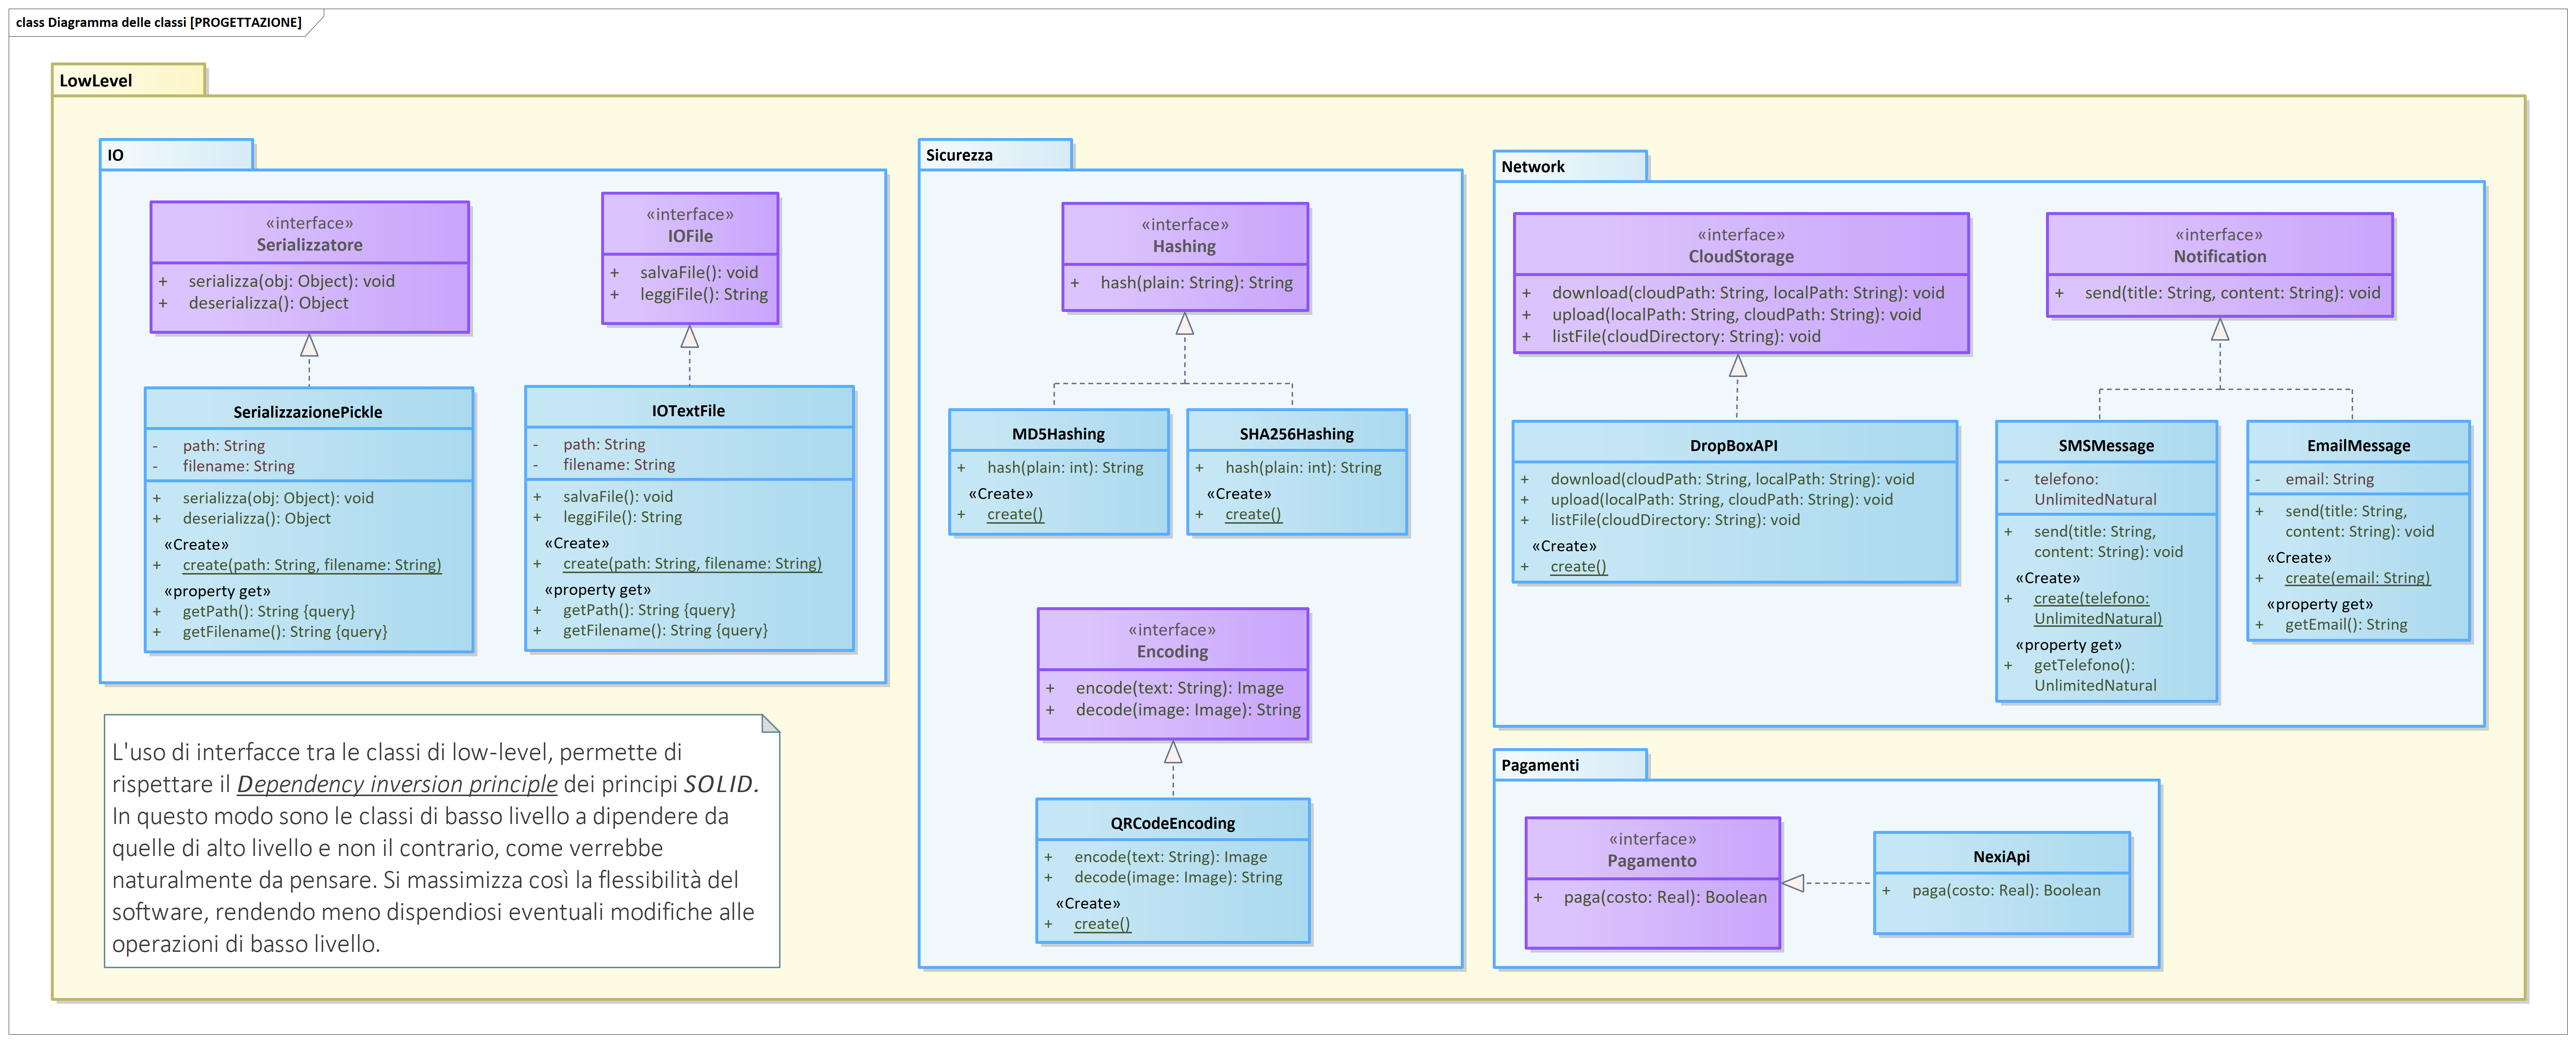 class Diagramma delle classi [PROGETTAZIONE]
LowLevel
IO
«interface»
Serializzatore
+ serializza(obj: Object): void
+ deserializza(): Object
«interface»
IOFile
+ salvaFile(): void
+ leggiFile(): String
SerializzazionePickle
- path: String
- filename: String
+ serializza(obj: Object): void
+ deserializza(): Object
«Create»
+ create(path: String, filename: String)
«property get»
+ getPath(): String {query}
+ getFilename(): String {query}
IOTextFile
- path: String
- filename: String
+ salvaFile(): void
+ leggiFile(): String
«Create»
+ create(path: String, filename: String)
«property get»
+ getPath(): String {query}
+ getFilename(): String {query}
L'uso di interfacce tra le classi di low-level, permette di
rispettare il Dependency inversion principle dei principi SOLID.
In questo modo sono le classi di basso livello a dipendere da
quelle di alto livello e non il contrario, come verrebbe
naturalmente da pensare. Si massimizza così la flessibilità del
software, rendendo meno dispendiosi eventuali modifiche alle
operazioni di basso livello.
Sicurezza
«interface»
Hashing
+ hash(plain: String): String
MD5Hashing
+ hash(plain: int): String
«Create»
+ create()
SHA256Hashing
+ hash(plain: int): String
«Create»
+ create()
«interface»
Encoding
+ encode(text: String): Image
+ decode(image: Image): String
QRCodeEncoding
+ encode(text: String): Image
+ decode(image: Image): String
«Create»
+ create()
Network
«interface»
CloudStorage
+ download(cloudPath: String, localPath: String): void
+ upload(localPath: String, cloudPath: String): void
+ listFile(cloudDirectory: String): void
«interface»
Notification
+ send(title: String, content: String): void
DropBoxAPI
+ download(cloudPath: String, localPath: String): void
+ upload(localPath: String, cloudPath: String): void
+ listFile(cloudDirectory: String): void
«Create»
+ create()
SMSMessage
- telefono:
UnlimitedNatural
+ send(title: String,
content: String): void
«Create»
+ create(telefono:
UnlimitedNatural)
«property get»
+ getTelefono():
UnlimitedNatural
EmailMessage
- email: String
+ send(title: String,
content: String): void
«Create»
+ create(email: String)
«property get»
+ getEmail(): String
Pagamenti
«interface»
Pagamento
+ paga(costo: Real): Boolean
NexiApi
+ paga(costo: Real): Boolean